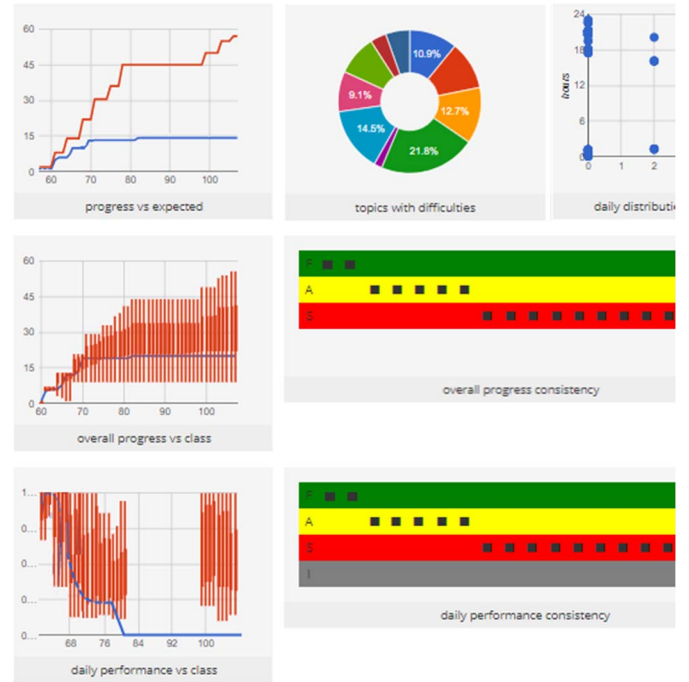 60
45
30
15
0
60 70 80 90 100
progress vs expected
10.9%
12.7%
21.8%
14.5%
9.1%
topics with difficulties
24
hours
12
6
0
0 1 2
daily distributi
60
45
30
15
0
60 70 80 90 100
overall progress vs class
F
A
S
overall progress consistency
1...
0...
0...
0...
0...
68 76 84 92 100
daily performance vs class
F
A
S
I
daily performance consistency